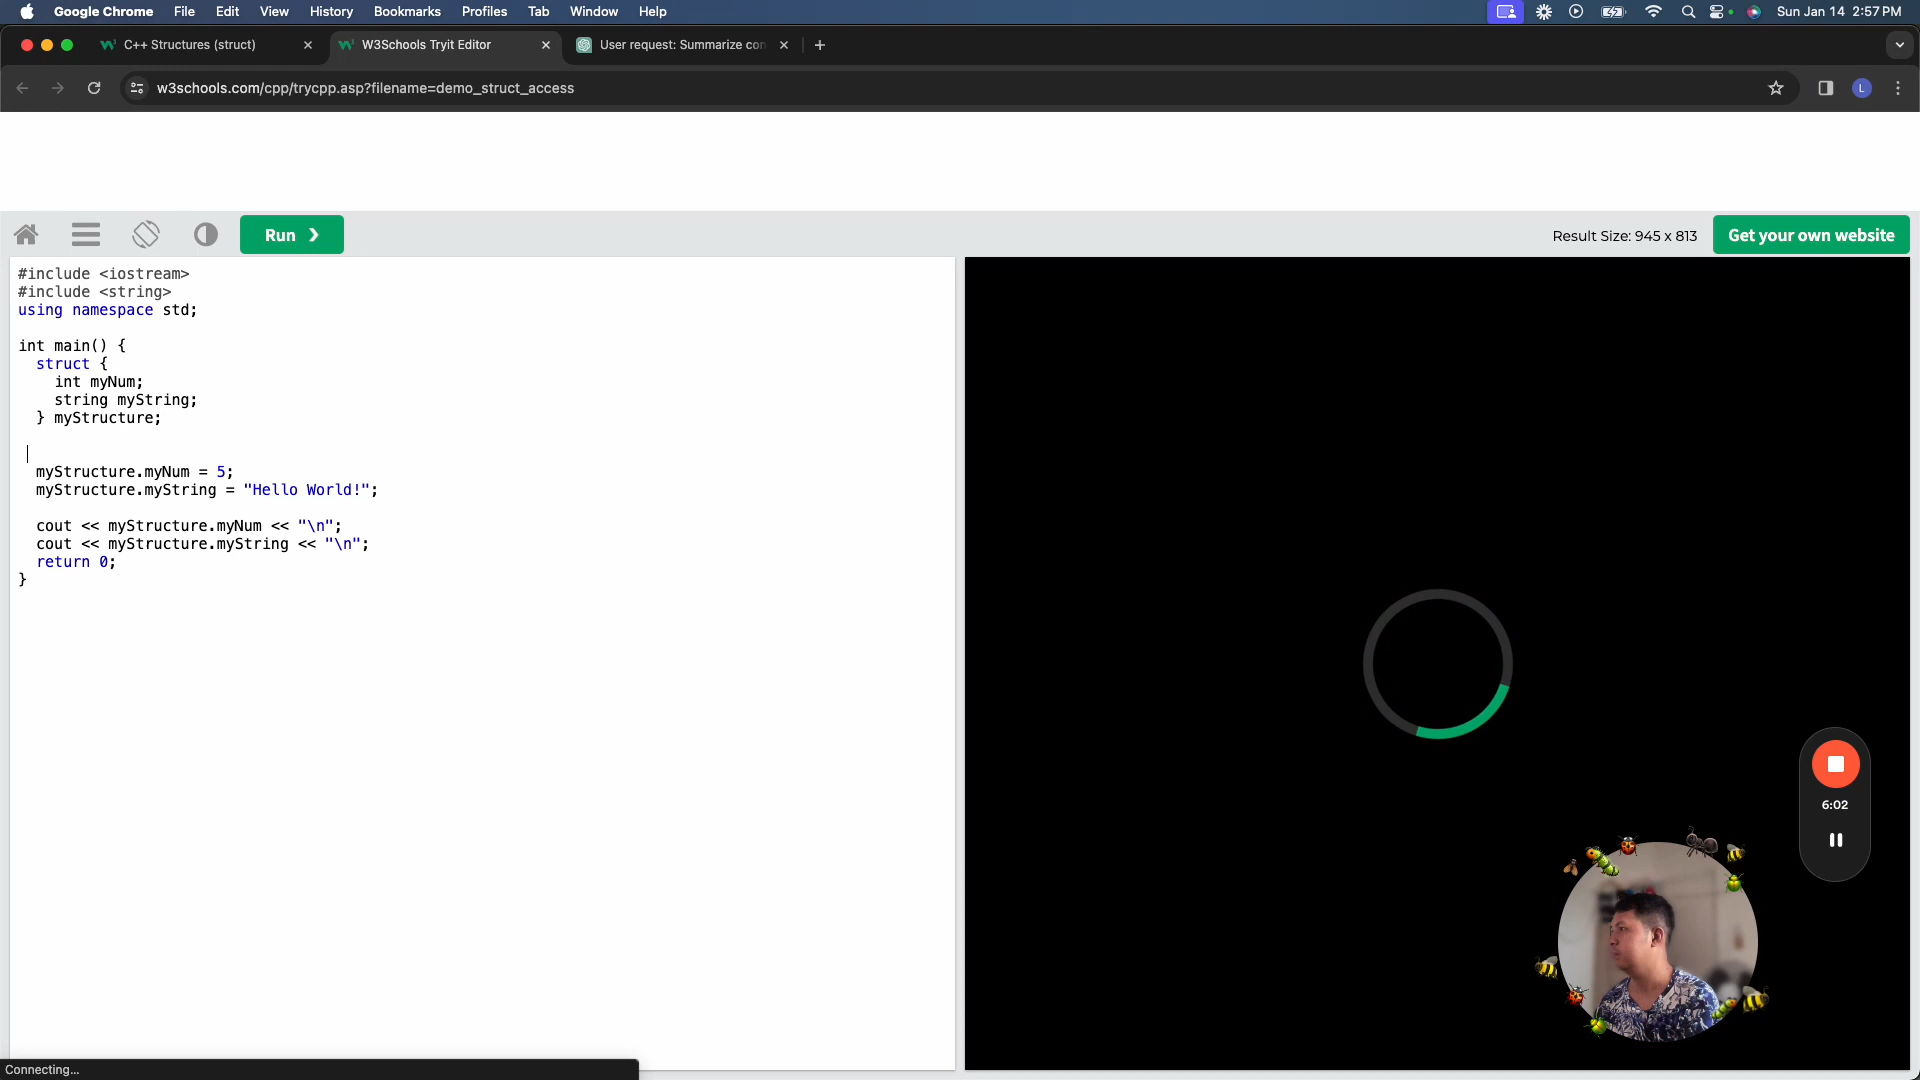 Google Chrome File Edit View History Bookmarks Profiles Tab Window Help Sun Jan 14 2:57 PM
C++ Structures (struct) W3Schools Tryit Editor User request: Summarize con
w3schools.com/cpp/trycpp.asp?filename=demo_struct_access L
Run ❯ Result Size: 945 x 813 Get your own website
#include <iostream>
#include <string>
using namespace std;
int main() {
struct {
int myNum;
string myString;
} myStructure;
myStructure.myNum = 5;
myStructure.myString = "Hello World!";
cout << myStructure.myNum << "\n";
cout << myStructure.myString << "\n";
return 0;
}
6:02
Connecting...